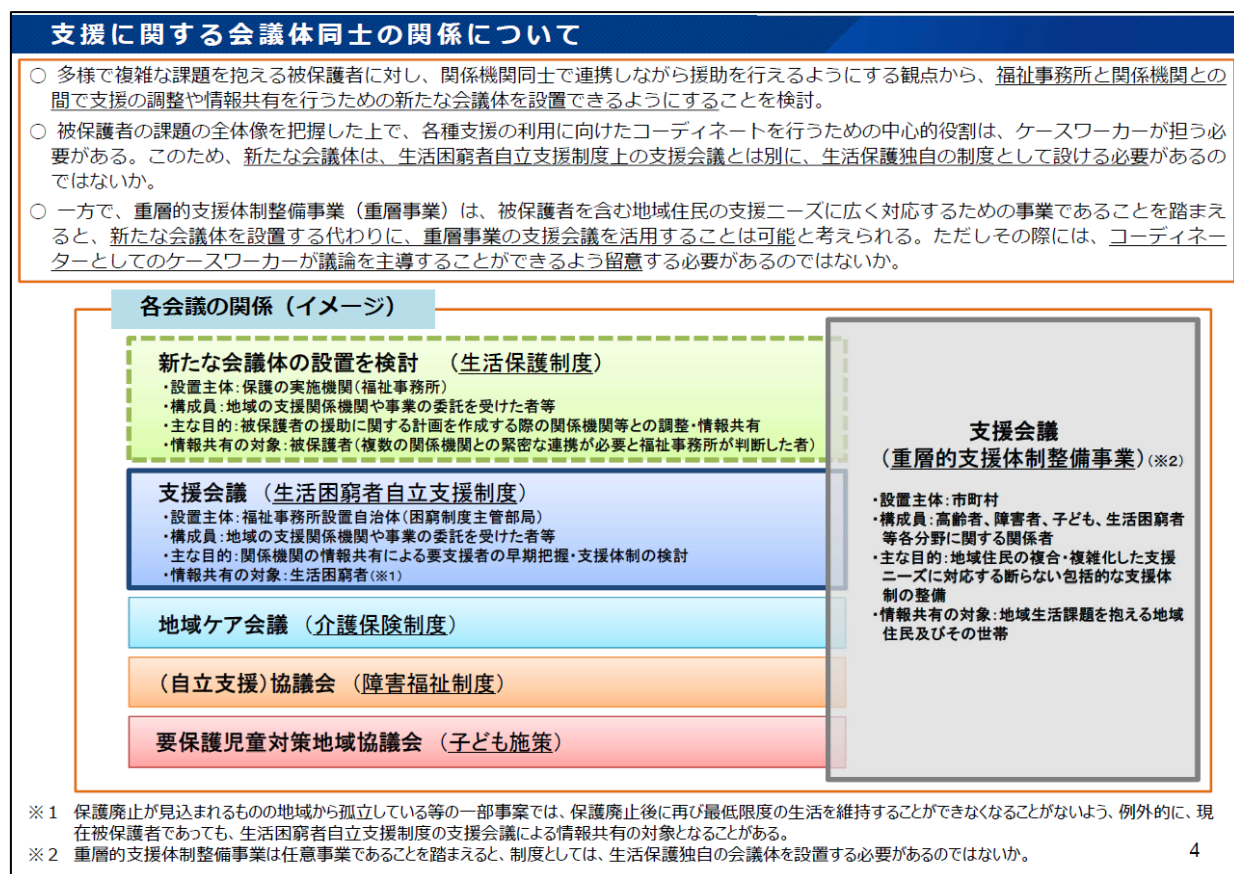 支援に関する会議体同士の関係について
○ 多様で複雑な課題を抱える被保護者に対し、関係機関同士で連携しながら援助を行えるようにする観点から、福祉事務所と関係機関との
間で支援の調整や情報共有を行うための新たな会議体を設置できるようにすることを検討。
○ 被保護者の課題の全体像を把握した上で、各種支援の利用に向けたコーディネートを行うための中心的役割は、ケースワーカーが担う必
要がある。このため、新たな会議体は、生活困窮者自立支援制度上の支援会議とは別に、生活保護独自の制度として設ける必要があるの
ではないか。
○ 一方で、重層的支援体制整備事業（重層事業）は、被保護者を含む地域住民の支援ニーズに広く対応するための事業であることを踏まえ
ると、新たな会議体を設置する代わりに、重層事業の支援会議を活用することは可能と考えられる。ただしその際には、コーディネー
ターとしてのケースワーカーが議論を主導することができるよう留意する必要があるのではないか。
各会議の関係（イメージ）
新たな会議体の設置を検討 （生活保護制度）
・設置主体：保護の実施機関（福祉事務所）
・構成員：地域の支援関係機関や事業の委託を受けた者等
・主な目的：被保護者の援助に関する計画を作成する際の関係機関等との調整・情報共有
・情報共有の対象：被保護者（複数の関係機関との緊密な連携が必要と福祉事務所が判断した者）
支援会議 （生活困窮者自立支援制度）
・設置主体：福祉事務所設置自治体（困窮制度主管部局）
・構成員：地域の支援関係機関や事業の委託を受けた者等
・主な目的：関係機関の情報共有による要支援者の早期把握・支援体制の検討
・情報共有の対象：生活困窮者（※1）
地域ケア会議 （介護保険制度）
（自立支援）協議会 （障害福祉制度）
要保護児童対策地域協議会 （子ども施策）
支援会議
（重層的支援体制整備事業）（※2）
・設置主体：市町村
・構成員：高齢者、障害者、子ども、生活困窮者
等各分野に関する関係者
・主な目的：地域住民の複合・複雑化した支援
ニーズに対応する断らない包括的な支援体
制の整備
・情報共有の対象：地域生活課題を抱える地域
住民及びその世帯
※１ 保護廃止が見込まれるものの地域から孤立している等の一部事案では、保護廃止後に再び最低限度の生活を維持することができなくなることがないよう、例外的に、現
在被保護者であっても、生活困窮者自立支援制度の支援会議による情報共有の対象となることがある。
※２ 重層的支援体制整備事業は任意事業であることを踏まえると、制度としては、生活保護独自の会議体を設置する必要があるのではないか。
4